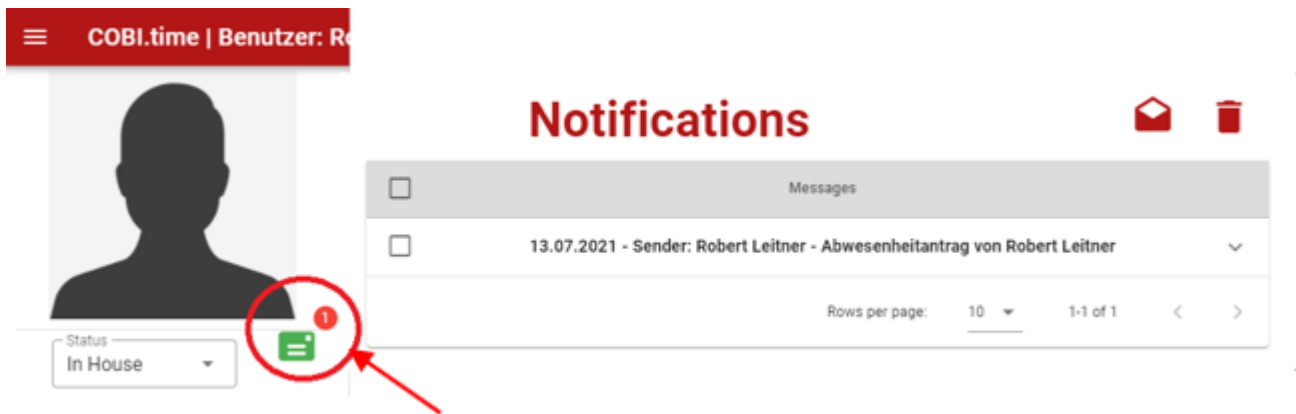 COBI.time | Benutzer: Ro
1
Status
In House
Notifications
Messages
13.07.2021 - Sender: Robert Leitner - Abwesenheitantrag von Robert Leitner
Rows per page: 10 1-1 of 1